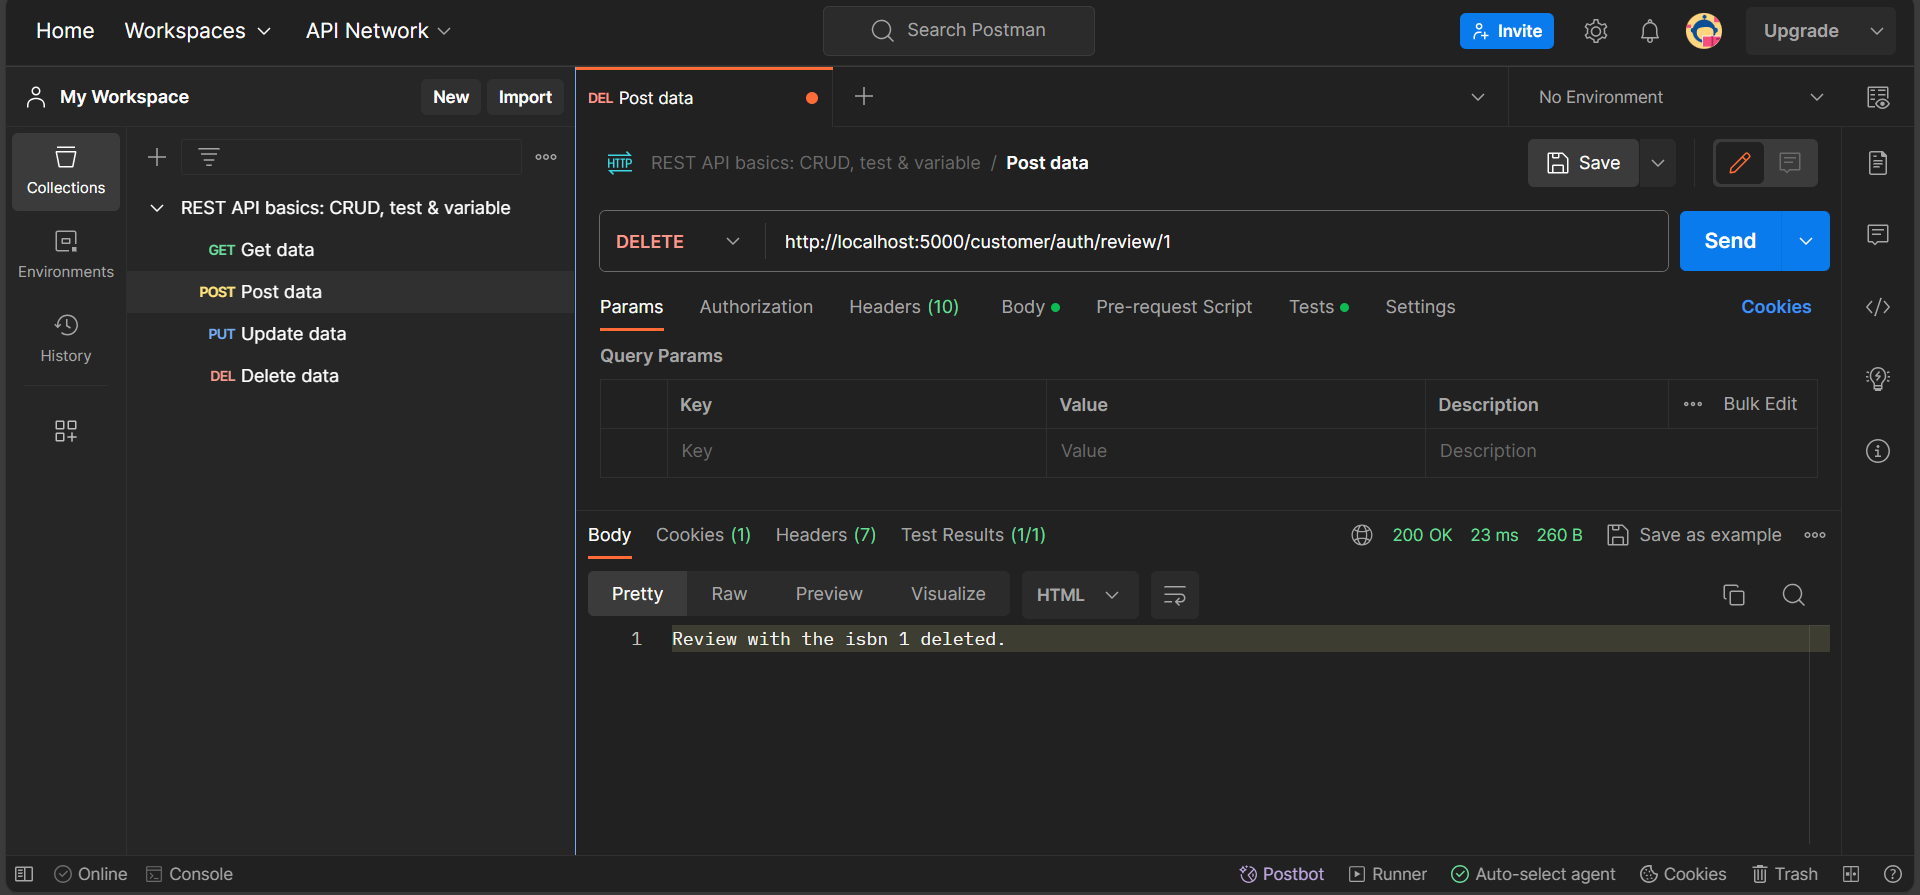 Home Workspaces API Network Search Postman Invite Upgrade
My Workspace New Import DEL Post data No Environment
Collections
Environments
History
REST API basics: CRUD, test & variable
GET Get data
POST Post data
PUT Update data
DEL Delete data
HTTP REST API basics: CRUD, test & variable / Post data Save
DELETE http://localhost:5000/customer/auth/review/1 Send
Params Authorization Headers (10) Body Pre-request Script Tests Settings Cookies
Query Params
Key Value Description Bulk Edit
Key Value Description
Body Cookies (1) Headers (7) Test Results (1/1) 200 OK 23 ms 260 B Save as example
Pretty Raw Preview Visualize HTML
1 Review with the isbn 1 deleted.
Online Console Postbot Runner Auto-select agent Cookies Trash